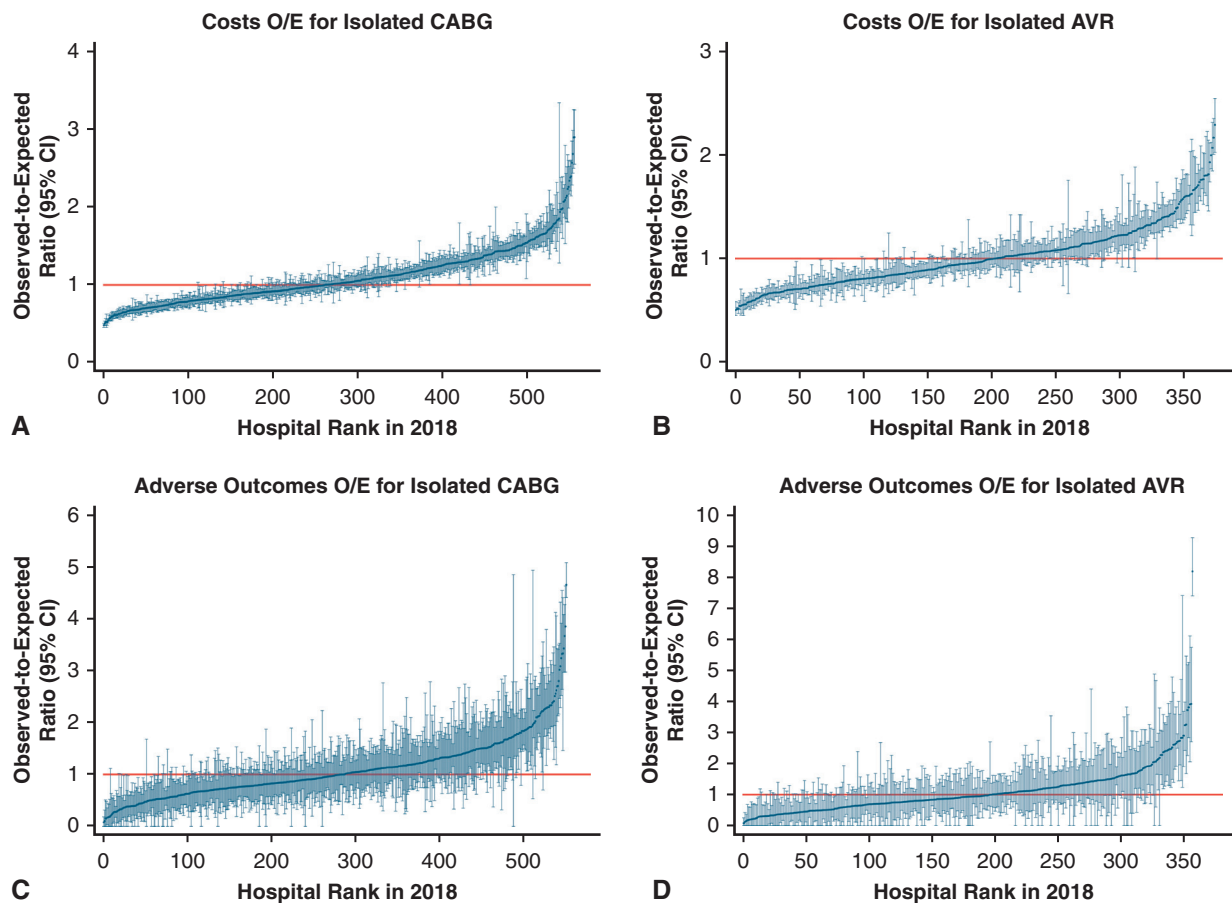 Costs O/E for Isolated CABG
Observed-to-Expected
Ratio (95% CI)
4
3
2
1
0
0 100 200 300 400 500
Hospital Rank in 2018
A
Costs O/E for Isolated AVR
Observed-to-Expected
Ratio (95% CI)
3
2
1
0
0 50 100 150 200 250 300 350
Hospital Rank in 2018
B
Adverse Outcomes O/E for Isolated CABG
Observed-to-Expected
Ratio (95% CI)
6
5
4
3
2
1
0
0 100 200 300 400 500
Hospital Rank in 2018
C
Adverse Outcomes O/E for Isolated AVR
Observed-to-Expected
Ratio (95% CI)
10
9
8
7
6
5
4
3
2
1
0
0 50 100 150 200 250 300 350
Hospital Rank in 2018
D